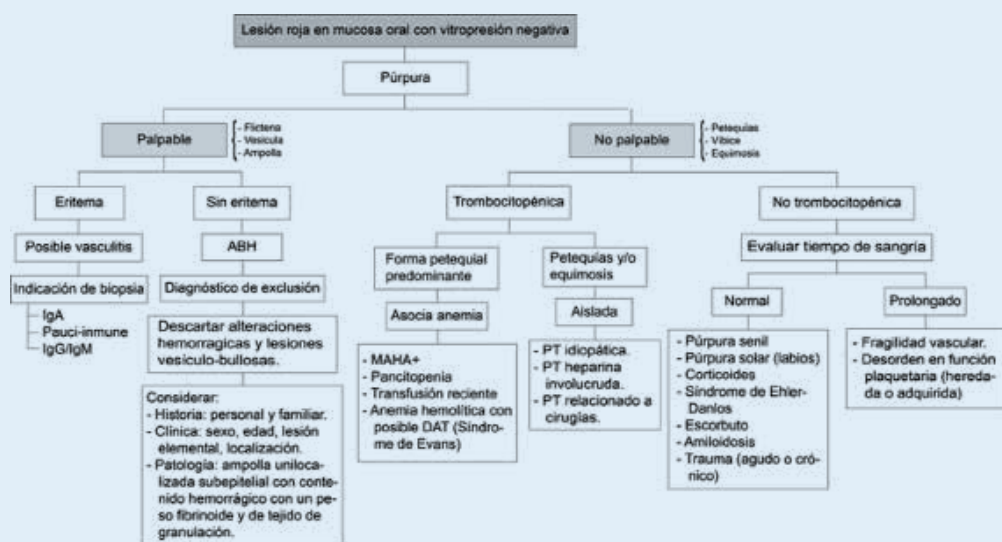 Lesión roja en mucosa oral con vitropresión negativa
Púrpura
Palpable
- Flictena
- Vesícula
- Ampolla
No palpable
- Petequias
- Víbice
- Equimosis
Eritema
Sin eritema
Trombocitopénica
No trombocitopénica
Posible vasculitis
ABH
Forma petequial
predominante
Petequias y/o
equimosis
Evaluar tiempo de sangría
Indicación de biopsia
Diagnóstico de exclusión
Asocia anemia
Aislada
Normal
Prolongado
IgA
Pauci-inmune
IgG/IgM
Descartar alteraciones
hemorragicas y lesiones
vesículo-bullosas.
- MAHA+
- Pancitopenia
- Transfusión reciente
- Anemia hemolítica con
posible DAT (Síndro-
me de Evans)
- PT idiopática.
- PT heparina
involucruda.
- PT relacionado a
cirugías.
- Púrpura senil
- Púrpura solar (labios)
- Corticoides
- Síndrome de Ehler-
Danlos
- Escorbuto
- Amiloidosis
- Trauma (agudo o cró-
nico)
- Fragilidad vascular.
- Desorden en función
plaquetaria (hereda-
da o adquirida)
Considerar:
- Historia: personal y familiar.
- Clínica: sexo, edad, lesión
elemental, localización.
- Patología: ampolla uniloca-
lizada subepitelial con conte-
nido hemorrágico con un pe-
so fibrinoide y de tejido de
granulación.